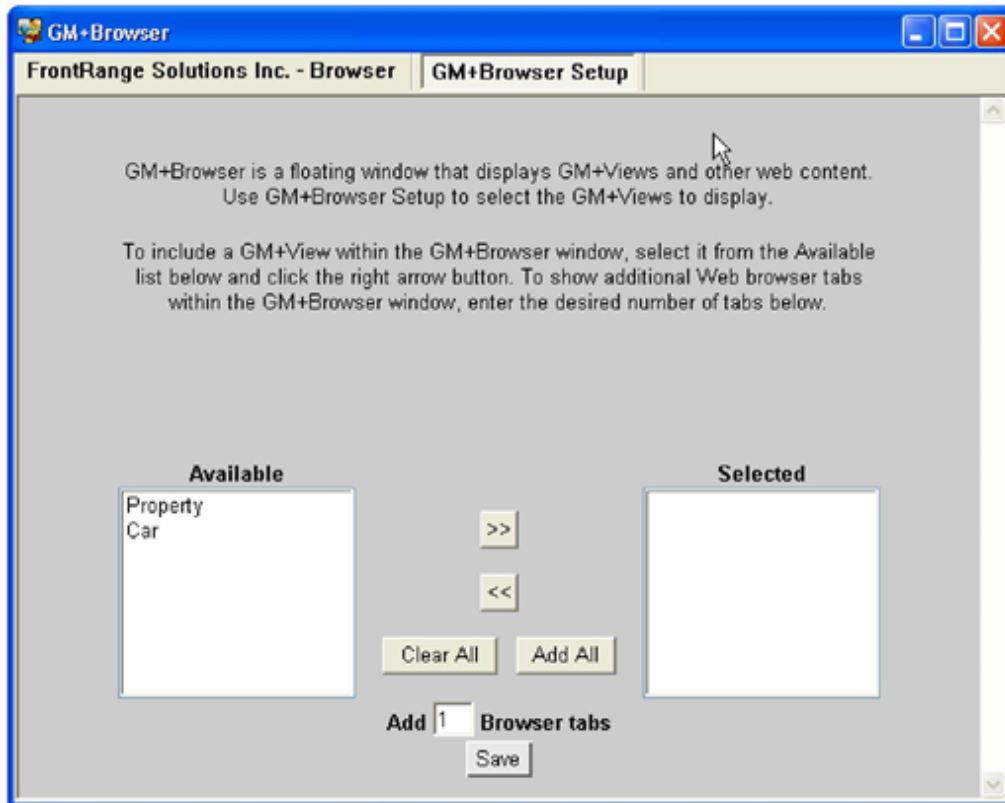 GM+Browser
FrontRange Solutions Inc. - Browser GM+Browser Setup
GM+Browser is a floating window that displays GM+Views and other web content.
Use GM+Browser Setup to select the GM+Views to display.
To include a GM+View within the GM+Browser window, select it from the Available
list below and click the right arrow button. To show additional Web browser tabs
within the GM+Browser window, enter the desired number of tabs below.
Available Selected
Property
Car
>>
<<
Clear All Add All
Add 1 Browser tabs
Save